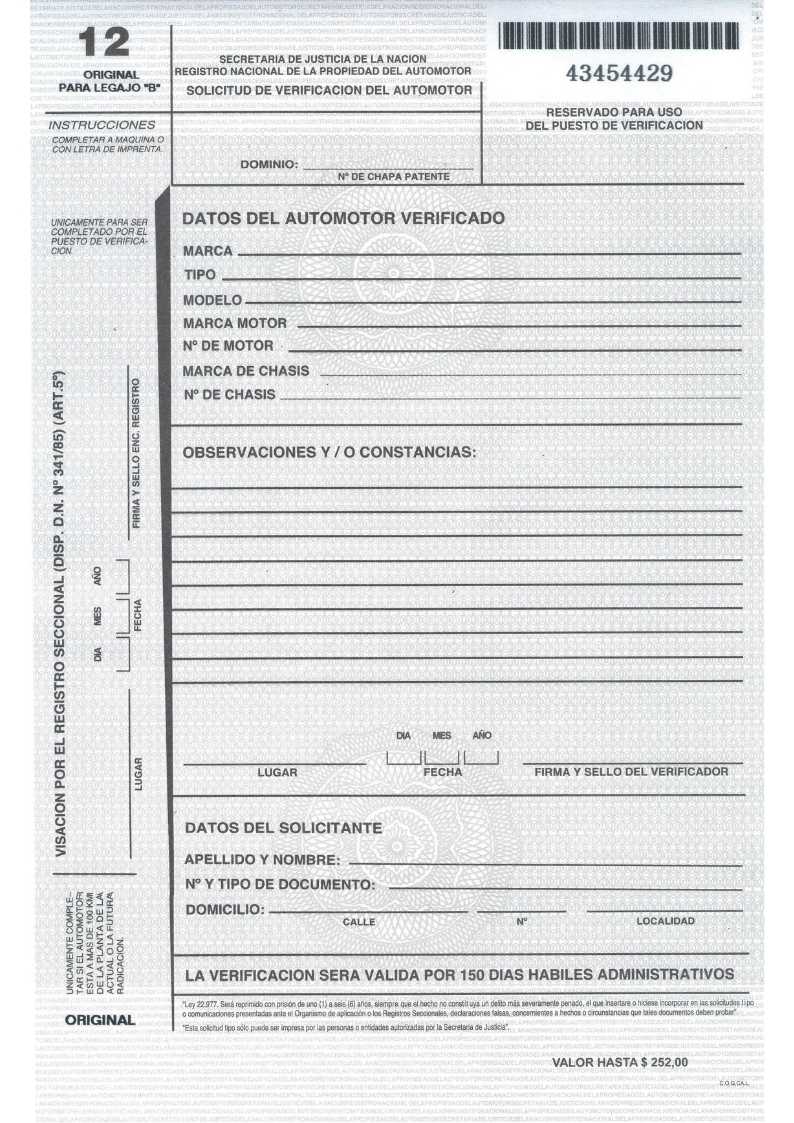 12
ORIGINAL
PARA LEGAJO "B"
SECRETARIA DE JUSTICIA DE LA NACION
REGISTRO NACIONAL DE LA PROPIEDAD DEL AUTOMOTOR
SOLICITUD DE VERIFICACION DEL AUTOMOTOR
43454429
RESERVADO PARA USO
DEL PUESTO DE VERIFICACION
INSTRUCCIONES
COMPLETAR A MAQUINA O
CON LETRA DE IMPRENTA.
DOMINIO:
Nº DE CHAPA PATENTE
UNICAMENTE PARA SER
COMPLETADO POR EL
PUESTO DE VERIFICA-
CION.
DATOS DEL AUTOMOTOR VERIFICADO
MARCA
TIPO
MODELO
MARCA MOTOR
Nº DE MOTOR
MARCA DE CHASIS
Nº DE CHASIS
OBSERVACIONES Y / O CONSTANCIAS:
VISACION POR EL REGISTRO SECCIONAL (DISP. D.N. Nº 341/85) (ART.5º)
FIRMA Y SELLO ENC. REGISTRO
DIA MES AÑO
FECHA
LUGAR
DIA MES AÑO
LUGAR
FECHA
FIRMA Y SELLO DEL VERIFICADOR
DATOS DEL SOLICITANTE
APELLIDO Y NOMBRE:
Nº Y TIPO DE DOCUMENTO:
DOMICILIO:
CALLE
Nº
LOCALIDAD
UNICAMENTE COMPLE-
TAR SI EL AUTOMOTOR
ESTA A MAS DE 100 KM
DE LA PLANTA DE LA
ACTUAL O LA FUTURA
RADICACION.
LA VERIFICACION SERA VALIDA POR 150 DIAS HABILES ADMINISTRATIVOS
"Ley 22.977. Será reprimido con prisión de uno (1) a seis (6) años, siempre que el hecho no constituya un delito más severamente penado, el que insertare o hiciese incorporar en las solicitudes tipo
o comunicaciones presentadas ante el Organismo de aplicación o los Registros Seccionales, declaraciones falsas, concernientes a hechos o circunstancias que tales documentos deben probar".
"Esta solicitud tipo sólo puede ser impresa por las personas o entidades autorizadas por la Secretaría de Justicia".
ORIGINAL
VALOR HASTA $ 252,00